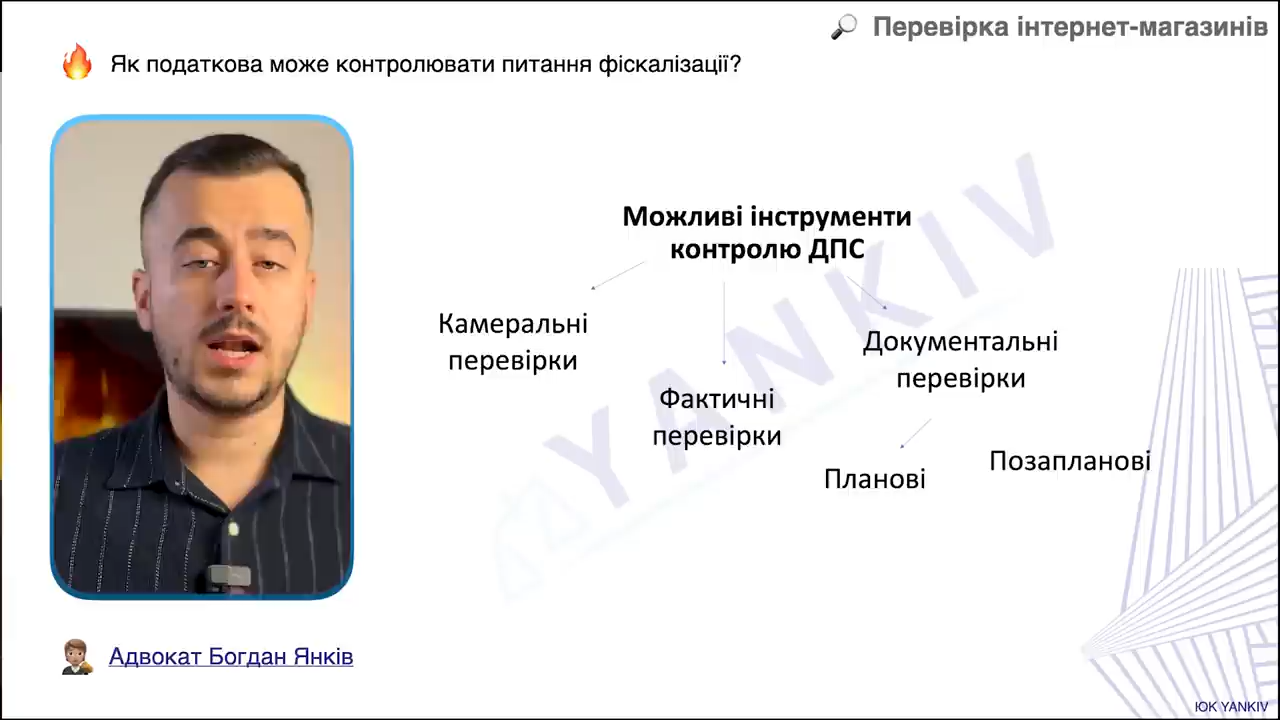 Перевірка інтернет-магазинів
Як податкова може контролювати питання фіскалізації?
Можливі інструменти
контролю ДПС
Камеральні
перевірки
Фактичні
перевірки
Документальні
перевірки
Планові
Позапланові
YANKIV
Адвокат Богдан Янків
ЮК YANKIV